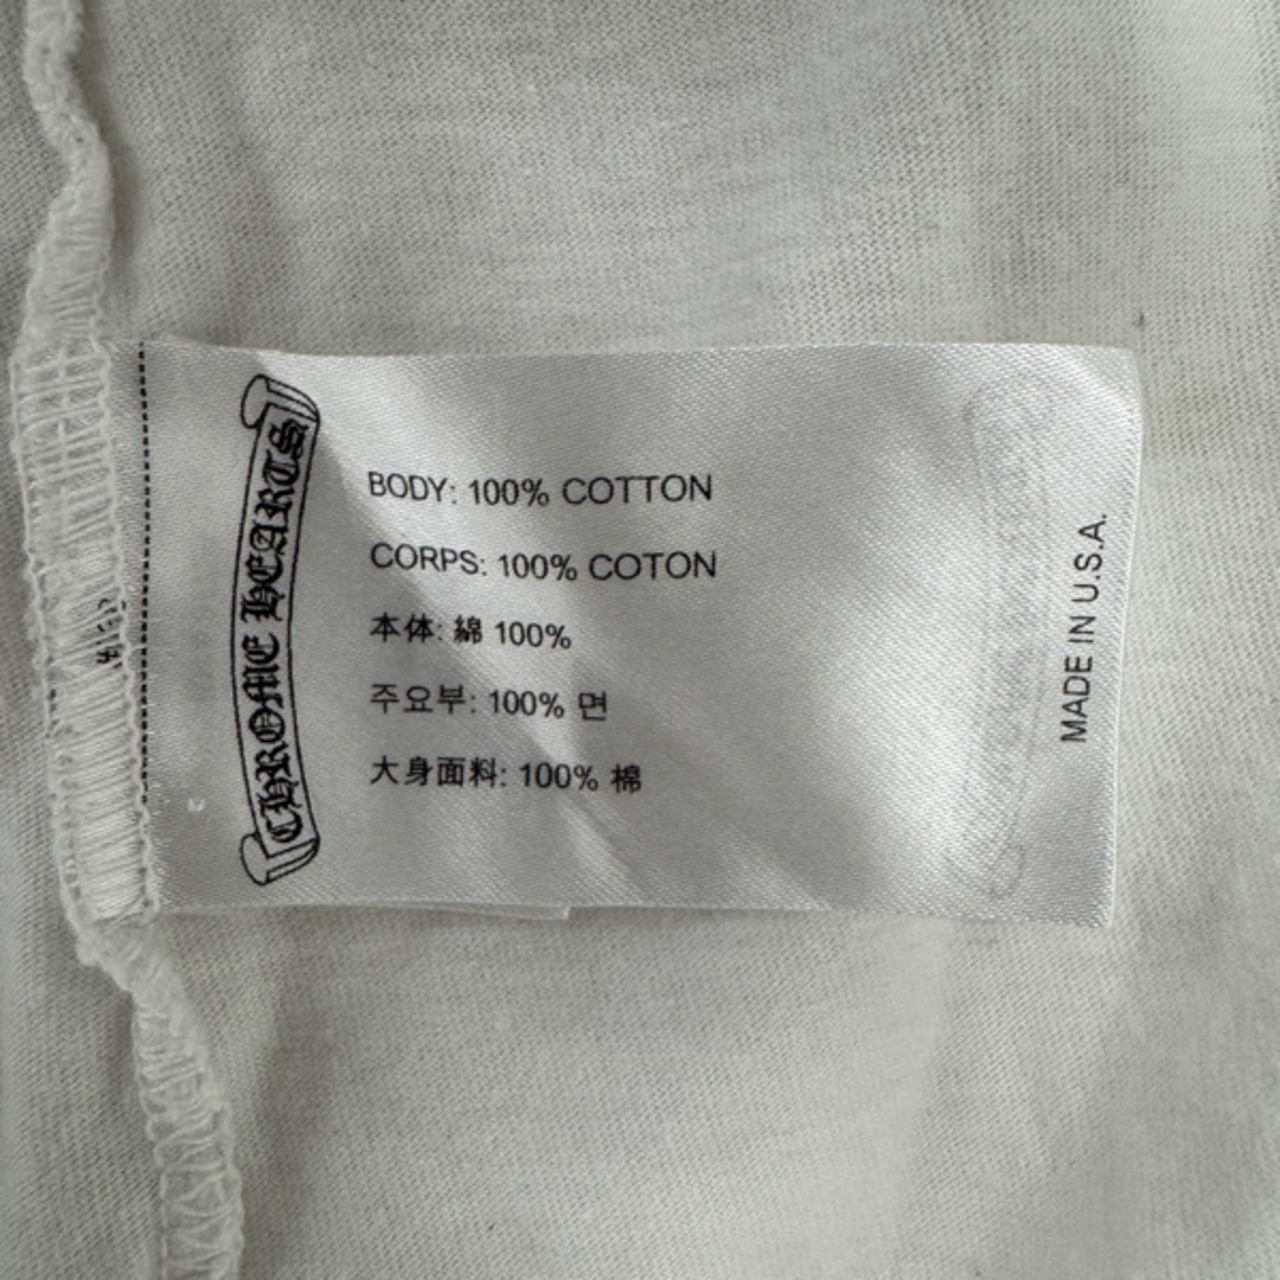 CHROME HEARTS
BODY: 100% COTTON
CORPS: 100% COTON
本体: 綿 100%
주요부: 100% 면
大身面料: 100% 棉
MADE IN U.S.A.